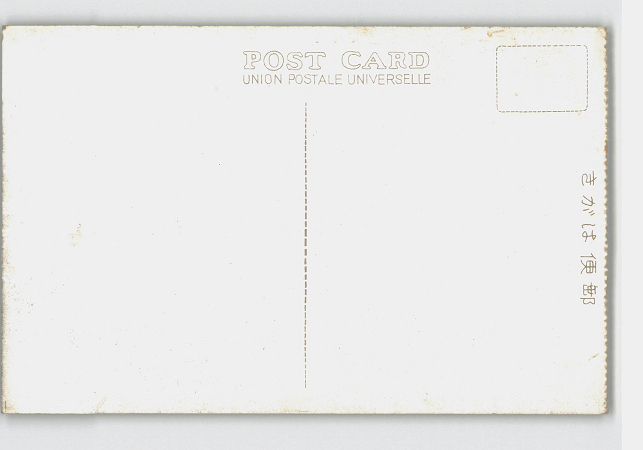 POST CARD
UNION POSTALE UNIVERSELLE
きがは便郵